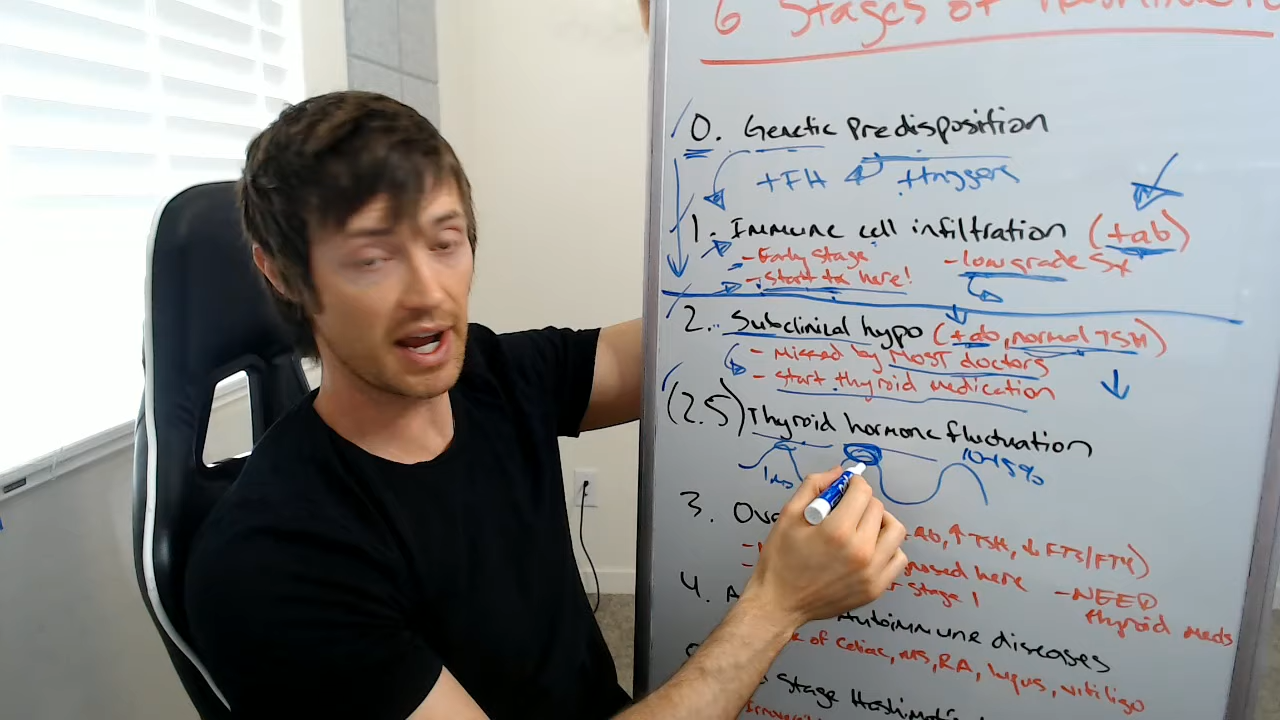 6 Stages of
0. Genetic predisposition
+FH + triggers
1. Immune cell infiltration (+ab)
- Early stage - low grade Sx
- Start tx here!
2. Subclinical hypo (+ab, normal TSH)
- Missed by MOST doctors
- Start thyroid medication
(2.5) Thyroid hormone fluctuation
10-15%
3. Ab, ↑TSH, ↓FT3/FT4)
here - NEED
stage 1 thyroid meds
4. Autoimmune diseases
of Celiac, MS, RA, lupus, vitiligo
stage